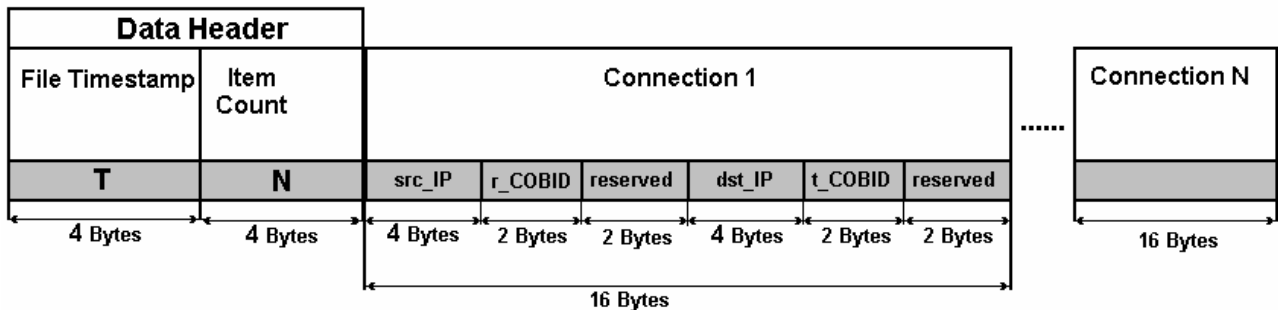 Data Header
File Timestamp
Item
Count
Connection 1
......
Connection N
T
N
src_IP
r_COBID
reserved
dst_IP
t_COBID
reserved
4 Bytes
4 Bytes
4 Bytes
2 Bytes
2 Bytes
4 Bytes
2 Bytes
2 Bytes
16 Bytes
16 Bytes